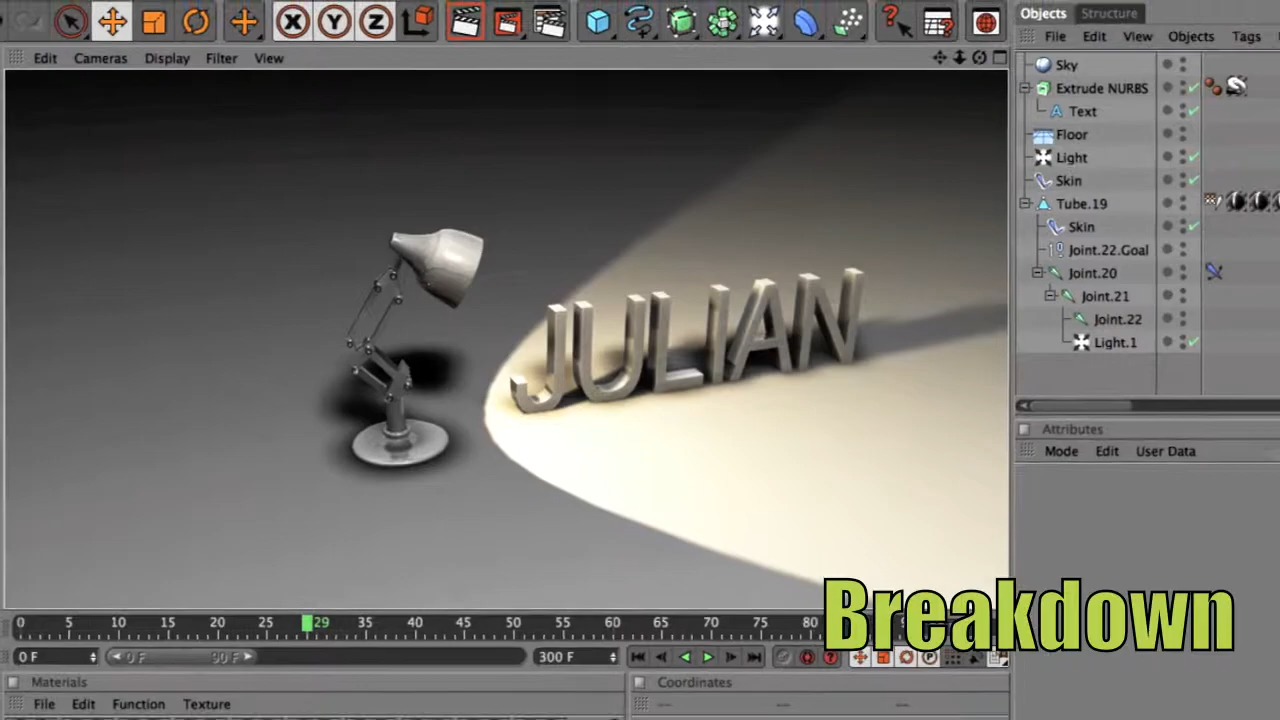 X Y Z
Objects Structure
Edit Cameras Display Filter View
File Edit View Objects Tags
Sky
Extrude NURBS
Text
Floor
Light
Skin
Tube.19
Skin
Joint.22.Goal
Joint.20
Joint.21
Joint.22
Light.1
JULIAN
Attributes
Mode Edit User Data
Breakdown
0 5 10 15 20 25 29 35 40 45 50 55 60 65 70 75 80
0 F 0 F 90 F 300 F
Materials Coordinates
File Edit Function Texture